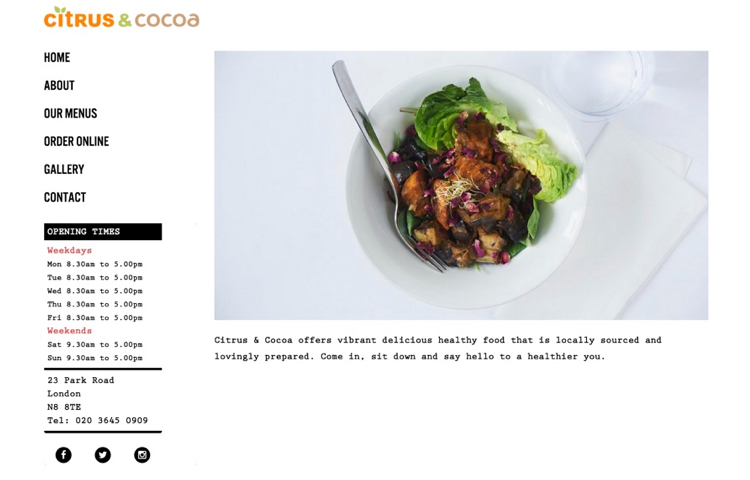 citrus & cocoa
HOME
ABOUT
OUR MENUS
ORDER ONLINE
GALLERY
CONTACT
OPENING TIMES
Weekdays
Mon 8.30am to 5.00pm
Tue 8.30am to 5.00pm
Wed 8.30am to 5.00pm
Thu 8.30am to 5.00pm
Fri 8.30am to 5.00pm
Weekends
Sat 9.30am to 5.00pm
Sun 9.30am to 5.00pm
23 Park Road
London
N8 8TE
Tel: 020 3645 0909
Citrus & Cocoa offers vibrant delicious healthy food that is locally sourced and
lovingly prepared. Come in, sit down and say hello to a healthier you.